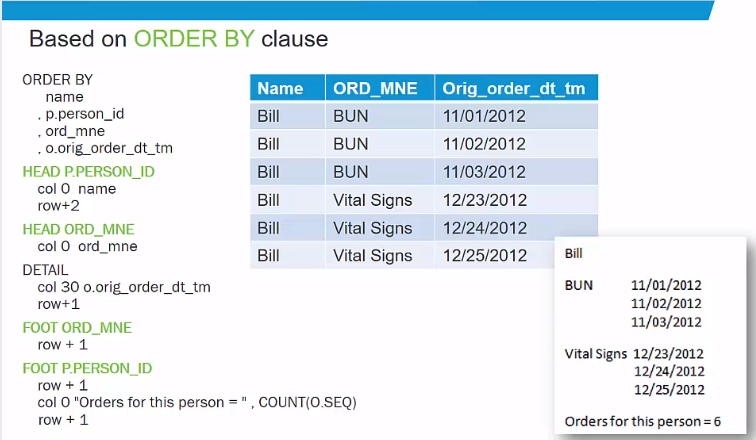 Based on ORDER BY clause
ORDER BY
name
, p.person_id
, ord_mne
, o.orig_order_dt_tm
HEAD P.PERSON_ID
col 0 name
row+2
HEAD ORD_MNE
col 0 ord_mne
DETAIL
col 30 o.orig_order_dt_tm
row+1
FOOT ORD_MNE
row + 1
FOOT P.PERSON_ID
row + 1
col 0 "Orders for this person = " , COUNT(O.SEQ)
row + 1
Name ORD_MNE Orig_order_dt_tm
Bill BUN 11/01/2012
Bill BUN 11/02/2012
Bill BUN 11/03/2012
Bill Vital Signs 12/23/2012
Bill Vital Signs 12/24/2012
Bill Vital Signs 12/25/2012
Bill
BUN 11/01/2012
11/02/2012
11/03/2012
Vital Signs 12/23/2012
12/24/2012
12/25/2012
Orders for this person = 6